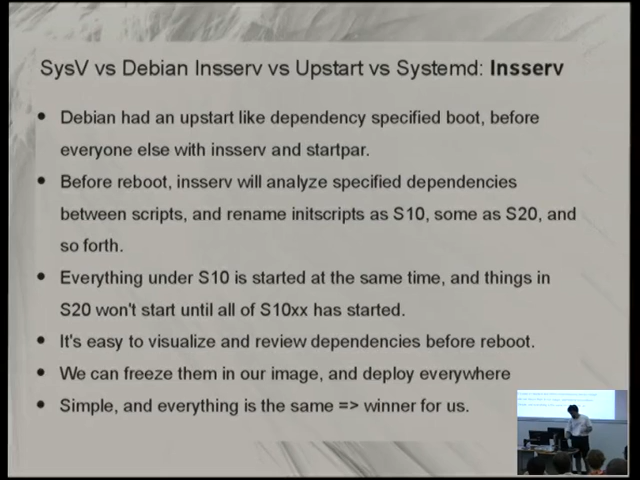 SysV vs Debian Insserv vs Upstart vs Systemd: Insserv
• Debian had an upstart like dependency specified boot, before
everyone else with insserv and startpar.
• Before reboot, insserv will analyze specified dependencies
between scripts, and rename initscripts as S10, some as S20, and
so forth.
• Everything under S10 is started at the same time, and things in
S20 won't start until all of S10xx has started.
• It's easy to visualize and review dependencies before reboot.
• We can freeze them in our image, and deploy everywhere
• Simple, and everything is the same => winner for us.